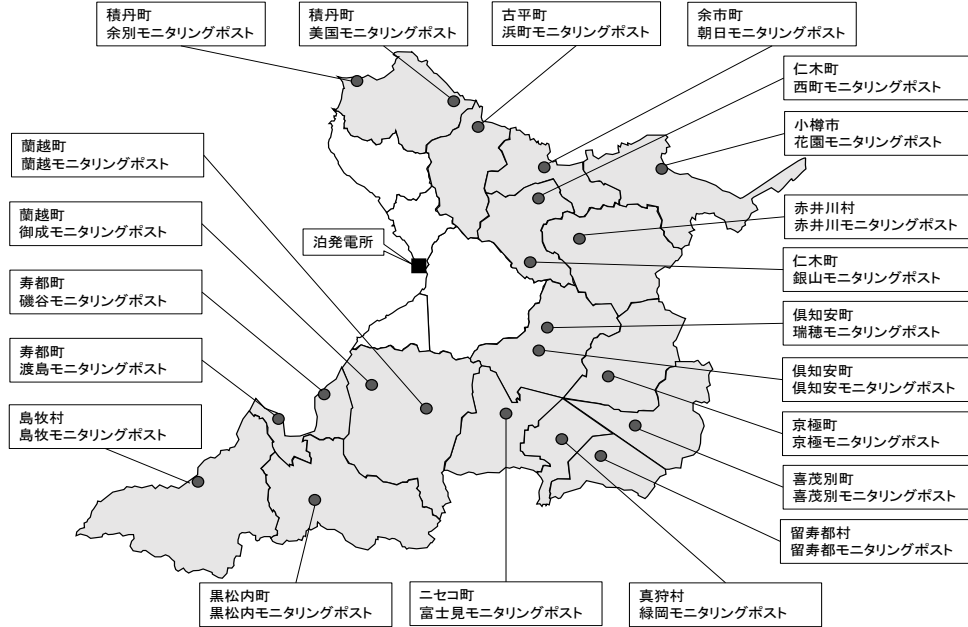 積丹町
余別モニタリングポスト
積丹町
美国モニタリングポスト
古平町
浜町モニタリングポスト
余市町
朝日モニタリングポスト
仁木町
西町モニタリングポスト
小樽市
花園モニタリングポスト
赤井川村
赤井川モニタリングポスト
仁木町
銀山モニタリングポスト
倶知安町
瑞穂モニタリングポスト
倶知安町
倶知安モニタリングポスト
京極町
京極モニタリングポスト
喜茂別町
喜茂別モニタリングポスト
留寿都村
留寿都モニタリングポスト
蘭越町
蘭越モニタリングポスト
蘭越町
御成モニタリングポスト
泊発電所
寿都町
磯谷モニタリングポスト
寿都町
渡島モニタリングポスト
島牧村
島牧モニタリングポスト
黒松内町
黒松内モニタリングポスト
ニセコ町
富士見モニタリングポスト
真狩村
緑岡モニタリングポスト